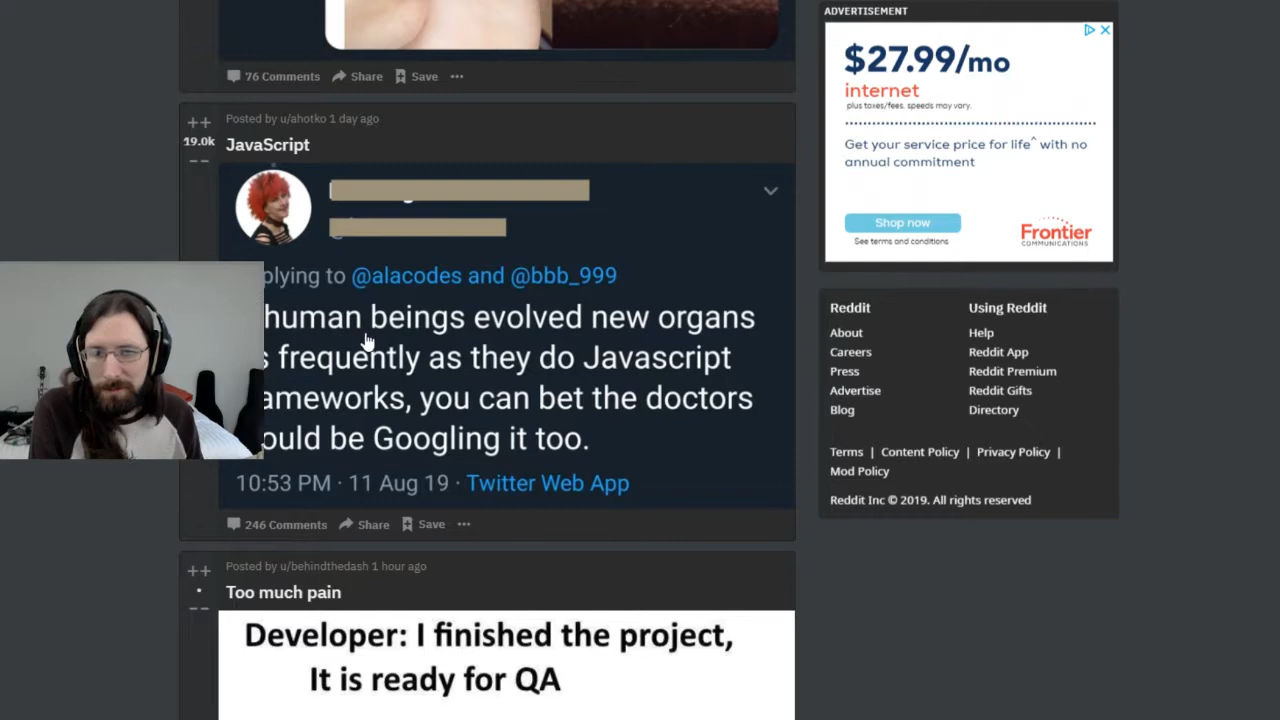 76 Comments Share Save
Posted by u/ahotko 1 day ago
19.0k
JavaScript
plying to @alacodes and @bbb_999
human beings evolved new organs
frequently as they do Javascript
ameworks, you can bet the doctors
ould be Googling it too.
10:53 PM · 11 Aug 19 · Twitter Web App
246 Comments Share Save
Posted by u/behindthedash 1 hour ago
Too much pain
Developer: I finished the project,
It is ready for QA
ADVERTISEMENT
$27.99/mo
internet
plus taxes/fees. speeds may vary.
Get your service price for life^ with no
annual commitment
Shop now
See terms and conditions
Frontier
COMMUNICATIONS
Reddit Using Reddit
About Help
Careers Reddit App
Press Reddit Premium
Advertise Reddit Gifts
Blog Directory
Terms | Content Policy | Privacy Policy |
Mod Policy
Reddit Inc © 2019. All rights reserved